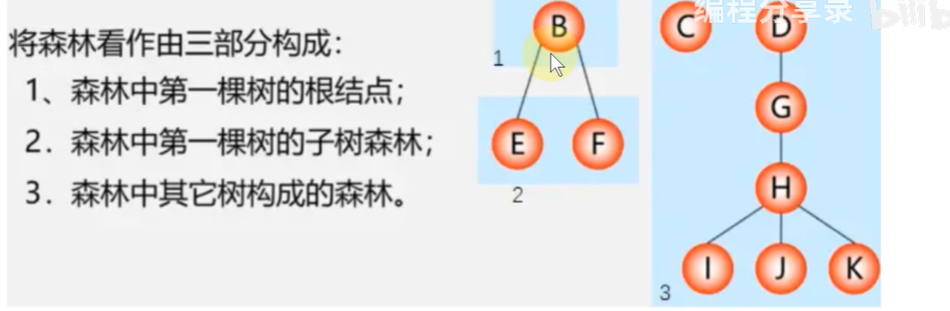 编程分享录 bilib
将森林看作由三部分构成：
1、森林中第一棵树的根结点；
2．森林中第一棵树的子树森林；
3．森林中其它树构成的森林。
B
1
E F
2
C D
G
H
I J K
3